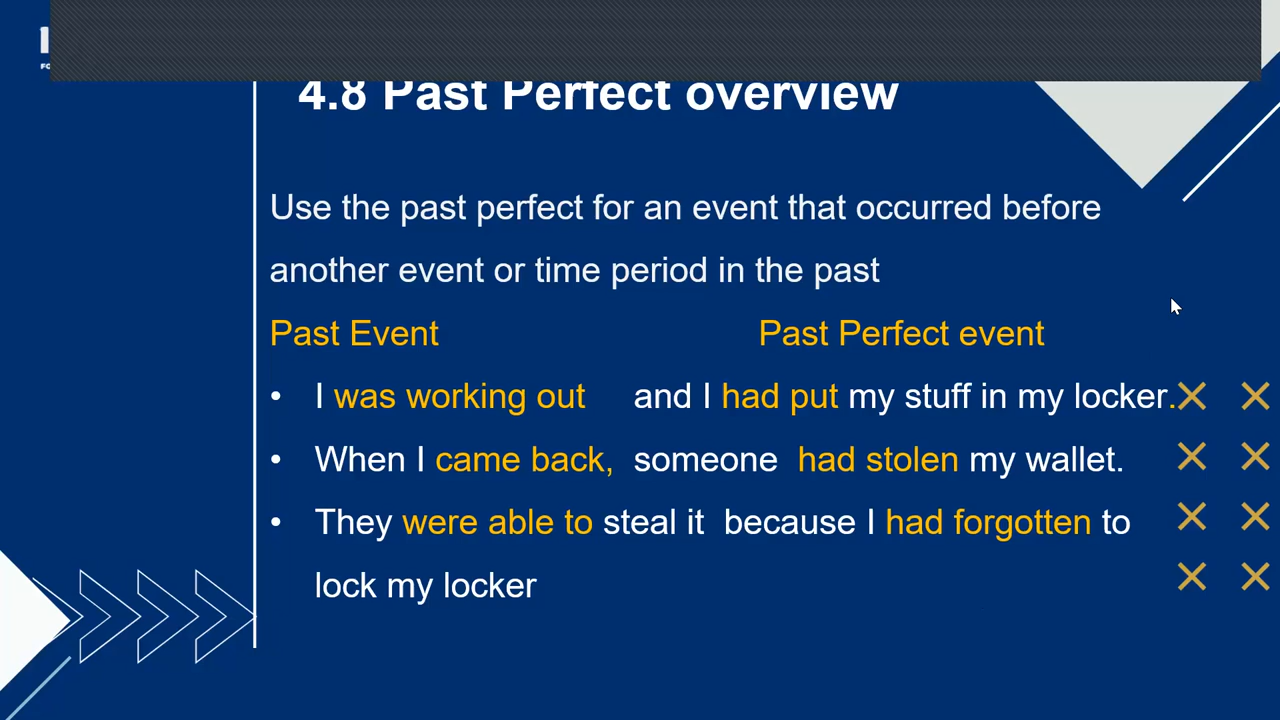 4.8 Past Perfect overview
Use the past perfect for an event that occurred before
another event or time period in the past
Past Event Past Perfect event
• I was working out and I had put my stuff in my locker.
• When I came back, someone had stolen my wallet.
• They were able to steal it because I had forgotten to
lock my locker